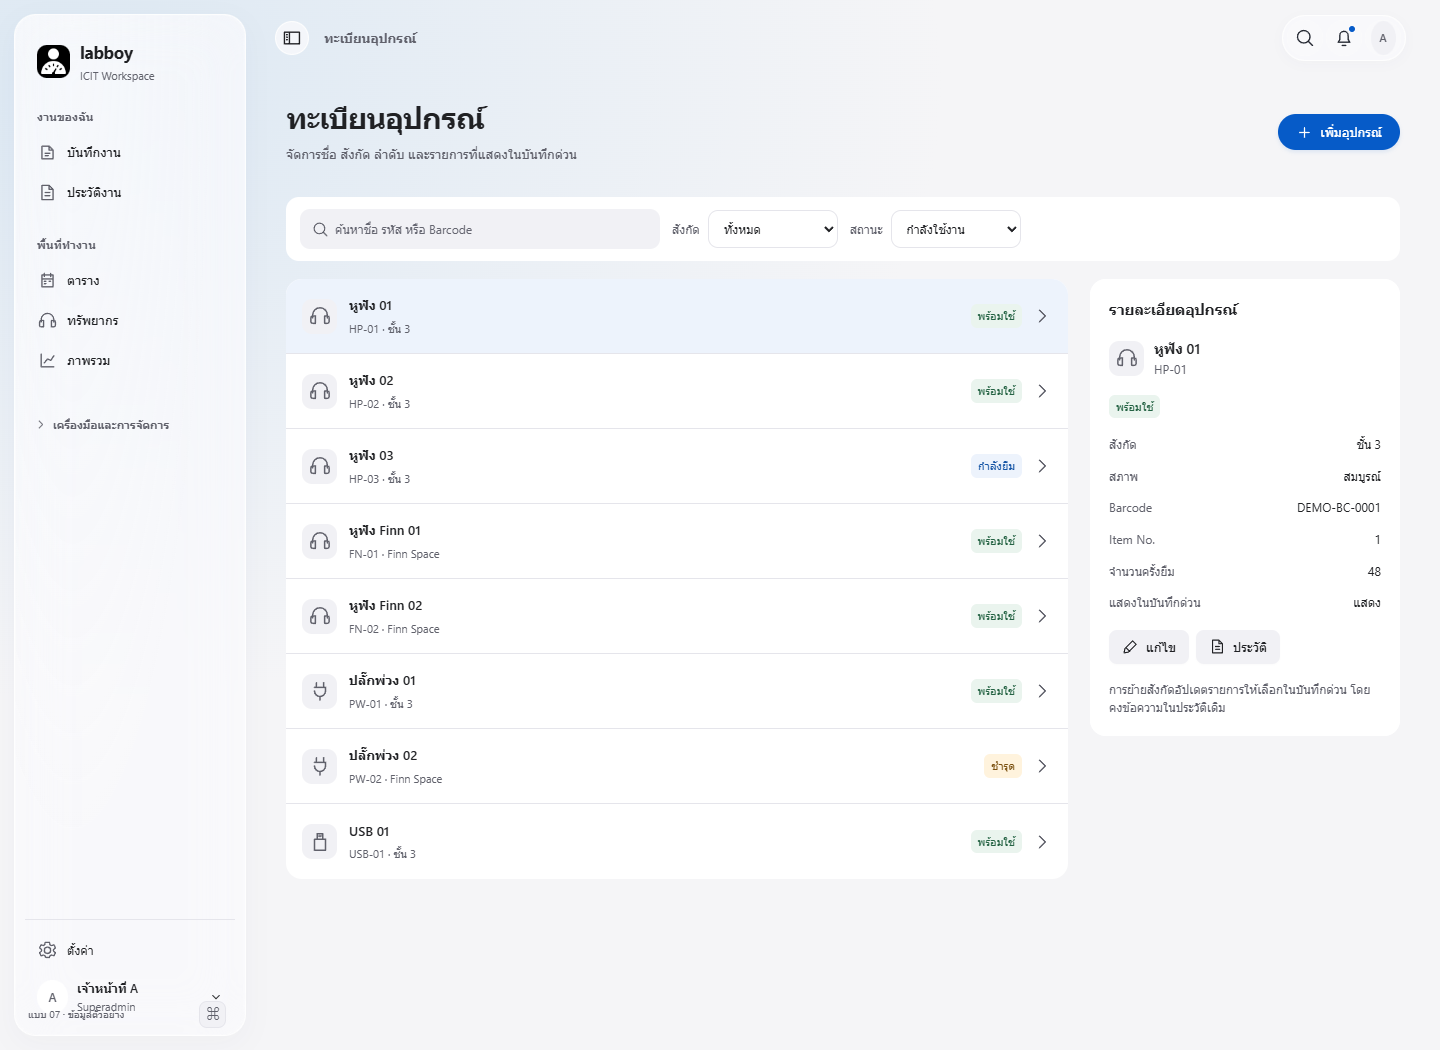 labboy
ICIT Workspace
งานของฉัน
บันทึกงาน
ประวัติงาน
พื้นที่ทำงาน
ตาราง
ทรัพยากร
ภาพรวม
เครื่องมือและการจัดการ
ตั้งค่า
A
เจ้าหน้าที่ A
Superadmin
แบบ 07 · ข้อมูลตัวอย่าง
ทะเบียนอุปกรณ์
A
ทะเบียนอุปกรณ์
จัดการชื่อ สังกัด ลำดับ และรายการที่แสดงในบันทึกด่วน
เพิ่มอุปกรณ์
ค้นหาชื่อ รหัส หรือ Barcode
สังกัด
ทั้งหมด
สถานะ
กำลังใช้งาน
หูฟัง 01
HP-01 · ชั้น 3
พร้อมใช้
หูฟัง 02
HP-02 · ชั้น 3
พร้อมใช้
หูฟัง 03
HP-03 · ชั้น 3
กำลังยืม
หูฟัง Finn 01
FN-01 · Finn Space
พร้อมใช้
หูฟัง Finn 02
FN-02 · Finn Space
พร้อมใช้
ปลั๊กพ่วง 01
PW-01 · ชั้น 3
พร้อมใช้
ปลั๊กพ่วง 02
PW-02 · Finn Space
ชำรุด
USB 01
USB-01 · ชั้น 3
พร้อมใช้
รายละเอียดอุปกรณ์
หูฟัง 01
HP-01
พร้อมใช้
สังกัด ชั้น 3
สภาพ สมบูรณ์
Barcode DEMO-BC-0001
Item No. 1
จำนวนครั้งยืม 48
แสดงในบันทึกด่วน แสดง
แก้ไข
ประวัติ
การย้ายสังกัดอัปเดตรายการให้เลือกในบันทึกด่วน โดย
คงข้อความในประวัติเดิม